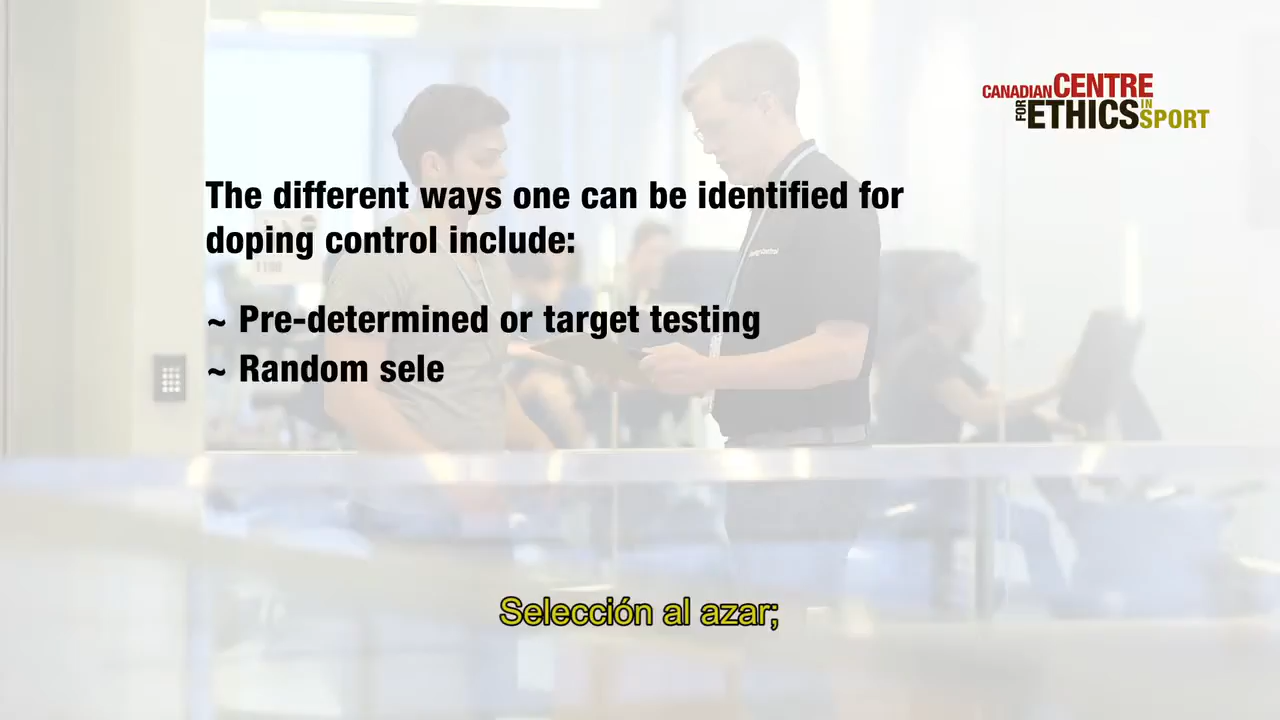 CANADIAN CENTRE
FOR ETHICS IN SPORT
The different ways one can be identified for
doping control include:
~ Pre-determined or target testing
~ Random sele
Selección al azar;